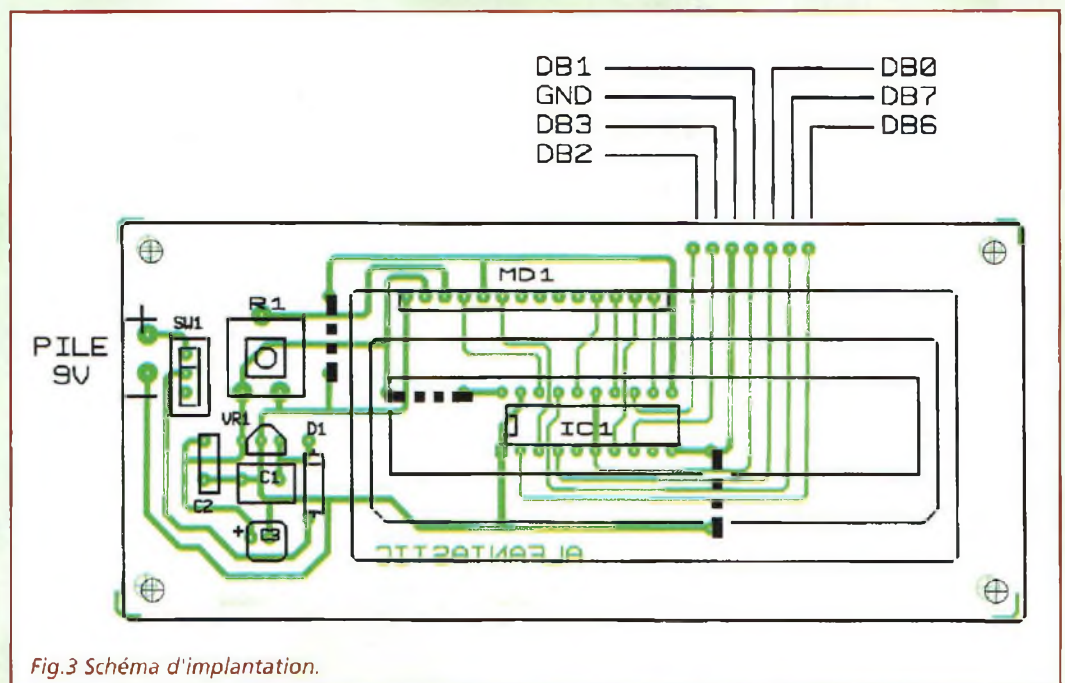 DB1
GND
DB3
DB2
DB0
DB7
DB6
MD1
R1
SW1
PILE
9V
+
-
VR1
D1
IC1
C1
C2
+
C3
Fig.3 Schéma d'implantation.